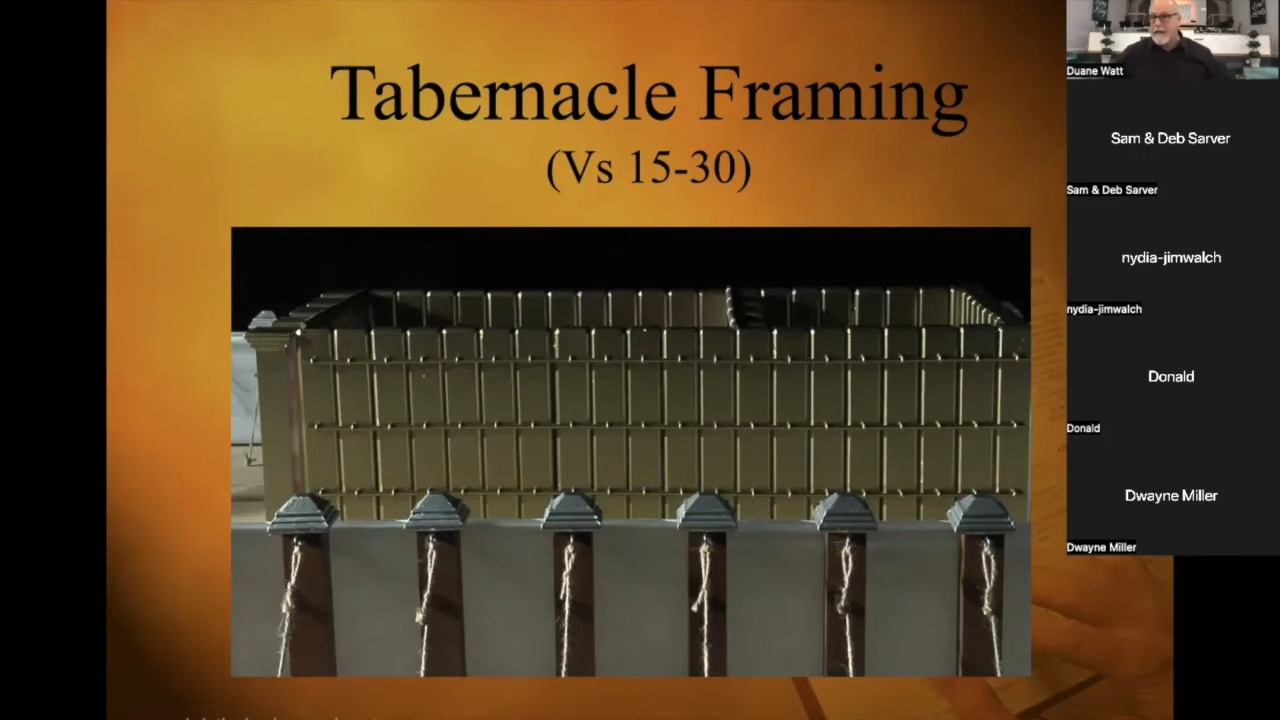 Tabernacle Framing
(Vs 15-30)
Duane Watt
Sam & Deb Sarver
Sam & Deb Sarver
nydia-jimwalch
nydia-jimwalch
Donald
Donald
Dwayne Miller
Dwayne Miller